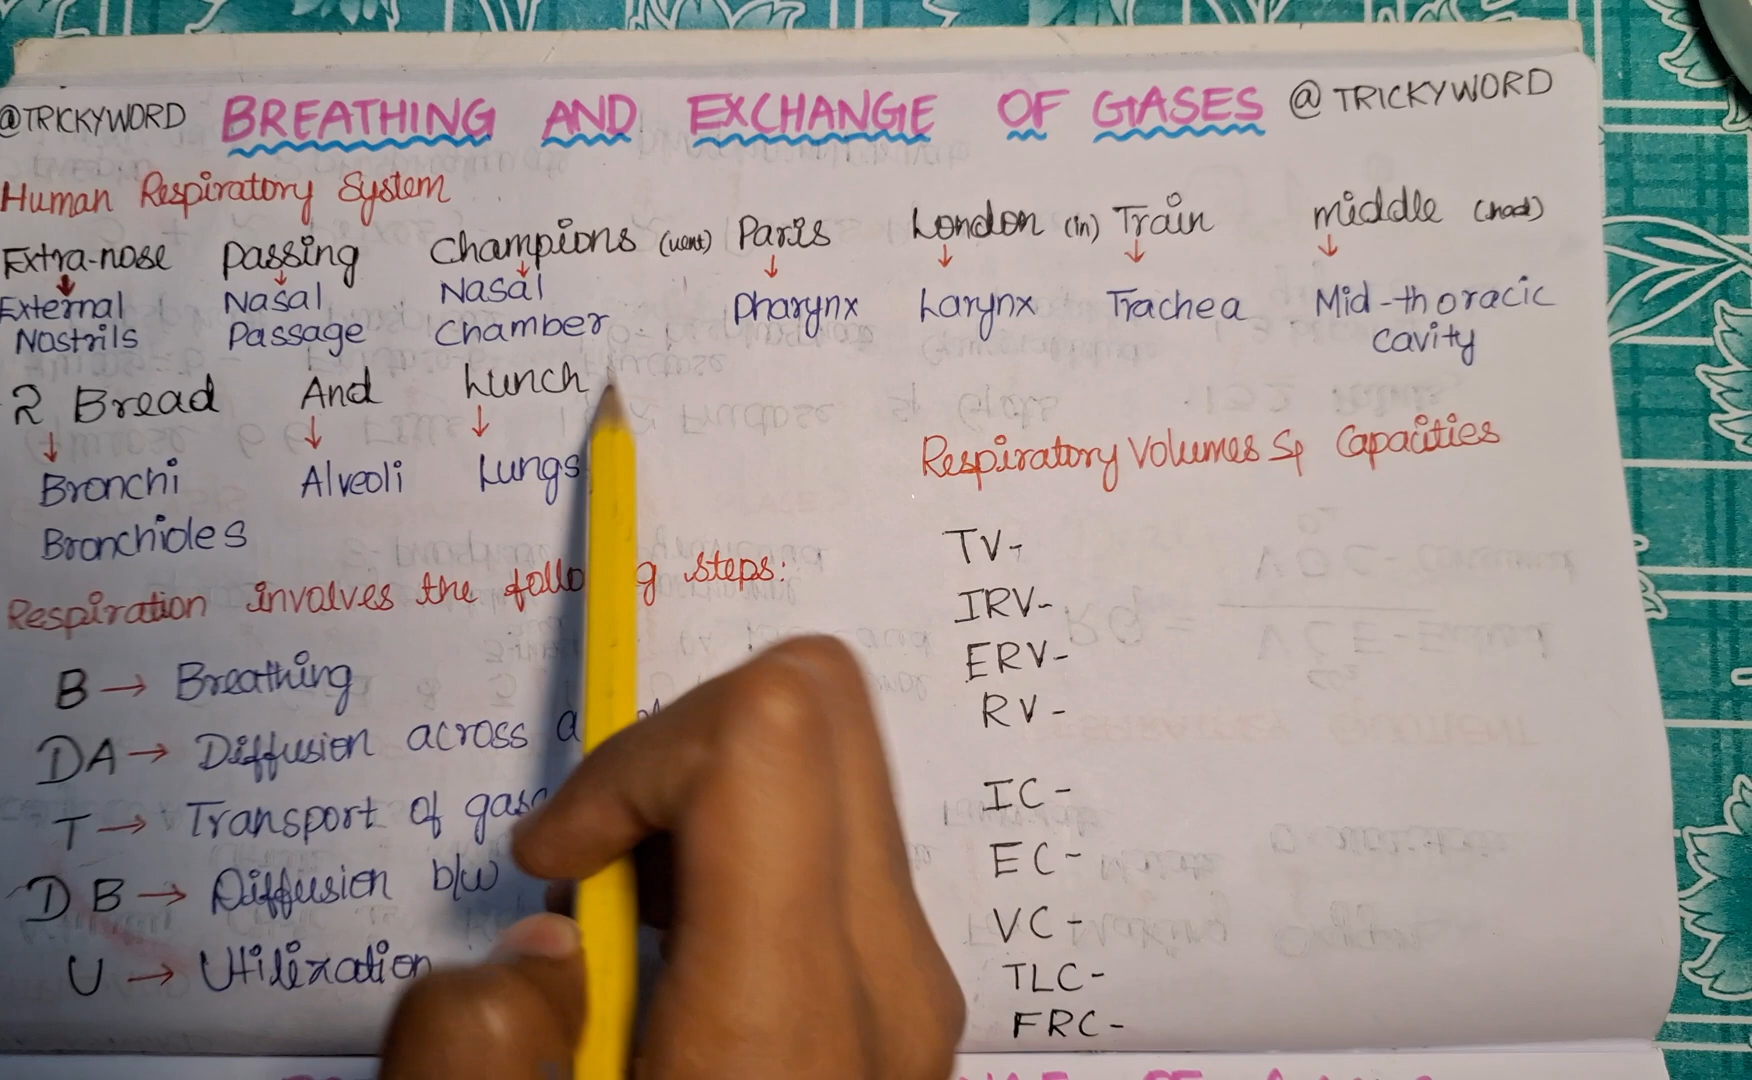 @TRICKYWORD BREATHING AND EXCHANGE OF GASES @TRICKYWORD
Human Respiratory System
Extra-nose Passing Champions (went) Paris London (in) Train middle (had)
External Nasal Nasal Pharynx Larynx Trachea Mid-thoracic
Nostrils Passage Chamber cavity
2 Bread And Lunch
Bronchi Alveoli Lungs
Bronchioles
Respiration involves the steps:
B → Breathing
DA → Diffusion across
T → Transport of
DB → Diffusion b/w
U → Utilization
Respiratory Volumes & Capacities
TV-
IRV-
ERV-
RV-
IC-
EC-
VC-
TLC-
FRC-